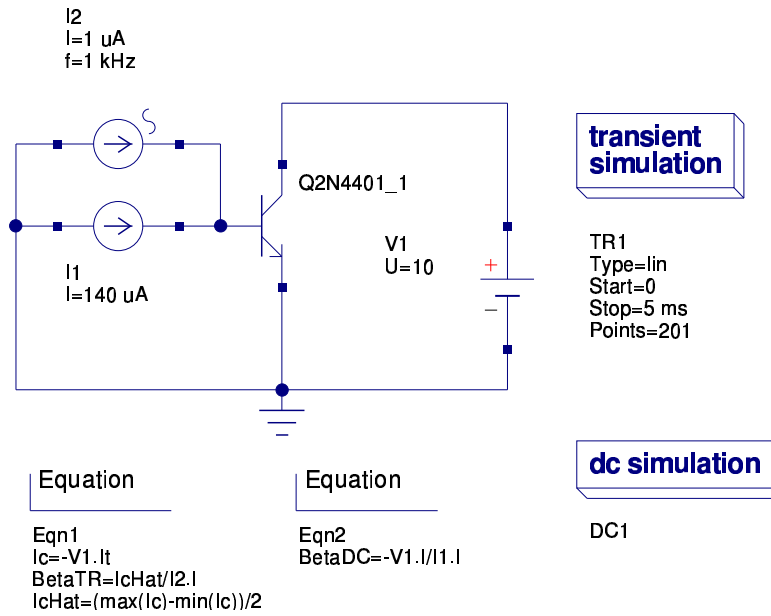 I2
I=1 uA
f=1 kHz
Q2N4401_1
I1
I=140 uA
V1
U=10
+
−
transient
simulation
TR1
Type=lin
Start=0
Stop=5 ms
Points=201
dc simulation
DC1
Equation
Eqn1
Ic=-V1.It
BetaTR=IcHat/I2.I
IcHat=(max(Ic)-min(Ic))/2
Equation
Eqn2
BetaDC=-V1.I/I1.I